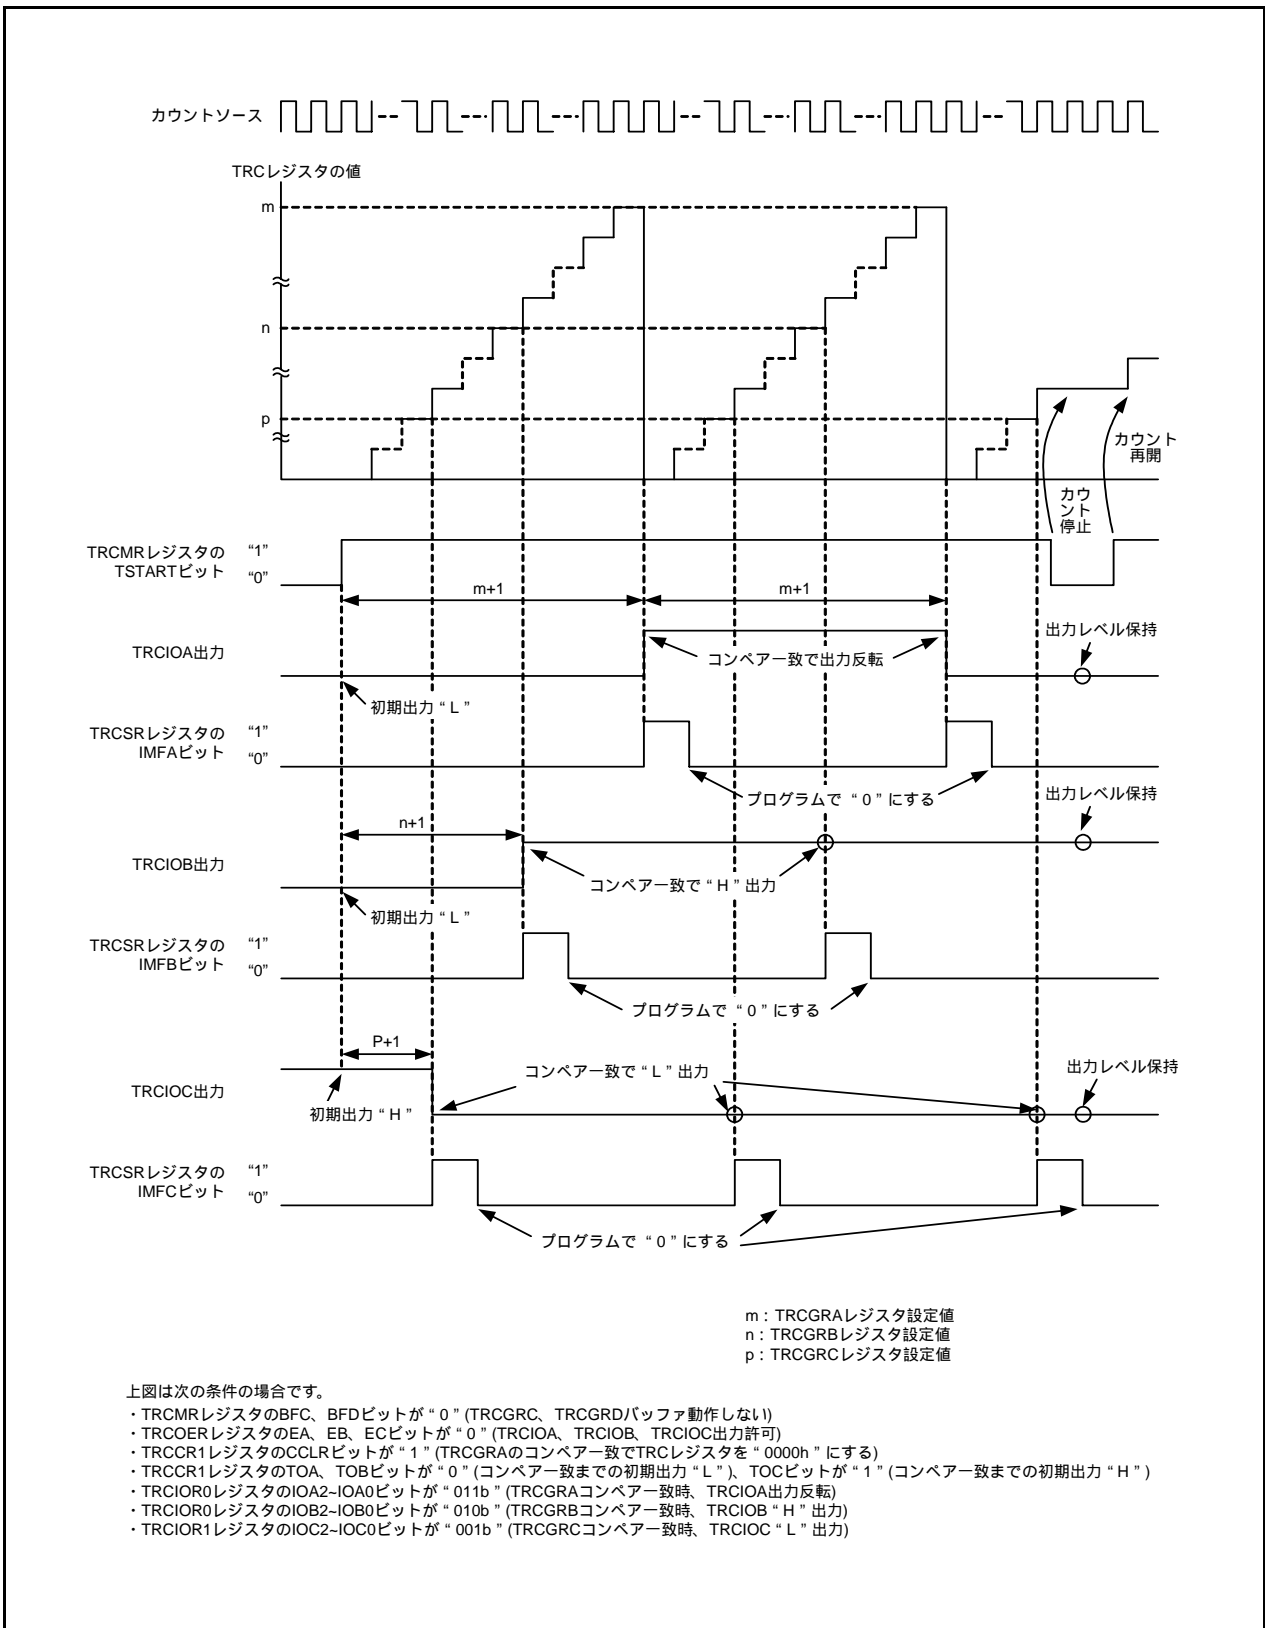 カウントソース
TRCレジスタの値
m
n
p
カウント
再開
カウ
ント
停止
TRCMRレジスタの
TSTARTビット
“1”
“0”
m+1
m+1
TRCIOA出力
コンペア一致で出力反転
出力レベル保持
初期出力 “ L ”
TRCSRレジスタの
IMFAビット
“1”
“0”
プログラムで “ 0 ” にする
出力レベル保持
n+1
TRCIOB出力
コンペア一致で “ H ” 出力
初期出力 “ L ”
TRCSRレジスタの
IMFBビット
“1”
“0”
プログラムで “ 0 ” にする
P+1
TRCIOC出力
コンペア一致で “ L ” 出力
出力レベル保持
初期出力 “ H ”
TRCSRレジスタの
IMFCビット
“1”
“0”
プログラムで “ 0 ” にする
m : TRCGRAレジスタ設定値
n : TRCGRBレジスタ設定値
p : TRCGRCレジスタ設定値
上図は次の条件の場合です。
・TRCMRレジスタのBFC、BFDビットが “ 0 ” (TRCGRC、TRCGRDバッファ動作しない)
・TRCOERレジスタのEA、EB、ECビットが “ 0 ” (TRCIOA、TRCIOB、TRCIOC出力許可)
・TRCCR1レジスタのCCLRビットが “ 1 ” (TRCGRAのコンペア一致でTRCレジスタを “ 0000h ” にする)
・TRCCR1レジスタのTOA、TOBビットが “ 0 ” (コンペア一致までの初期出力 “ L ” )、TOCビットが “ 1 ” (コンペア一致までの初期出力 “ H ” )
・TRCIOR0レジスタのIOA2~IOA0ビットが “ 011b ” (TRCGRAコンペア一致時、TRCIOA出力反転)
・TRCIOR0レジスタのIOB2~IOB0ビットが “ 010b ” (TRCGRBコンペア一致時、TRCIOB “ H ” 出力)
・TRCIOR1レジスタのIOC2~IOC0ビットが “ 001b ” (TRCGRCコンペア一致時、TRCIOC “ L ” 出力)